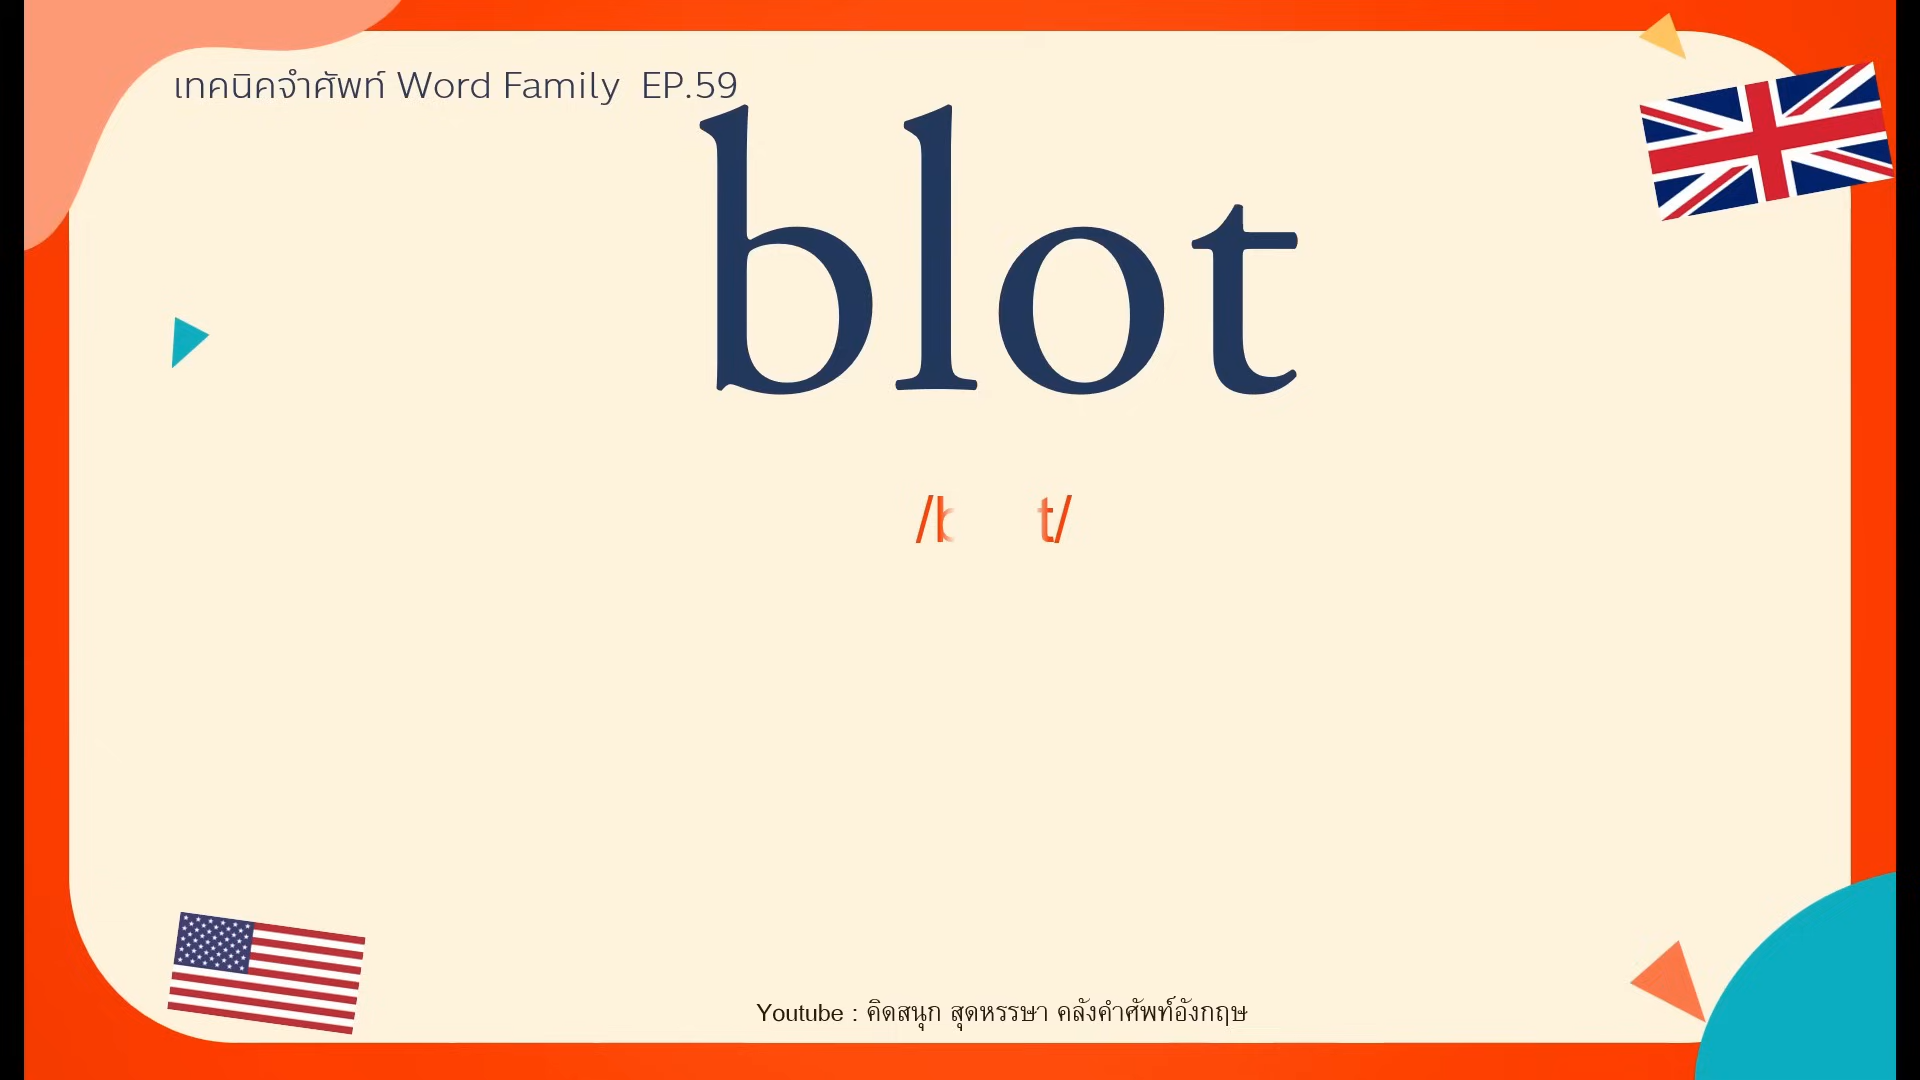 เทคนิคจำศัพท์ Word Family EP.59
blot
Youtube : คิดสนุก สุดหรรษา คลังคำศัพท์อังกฤษ